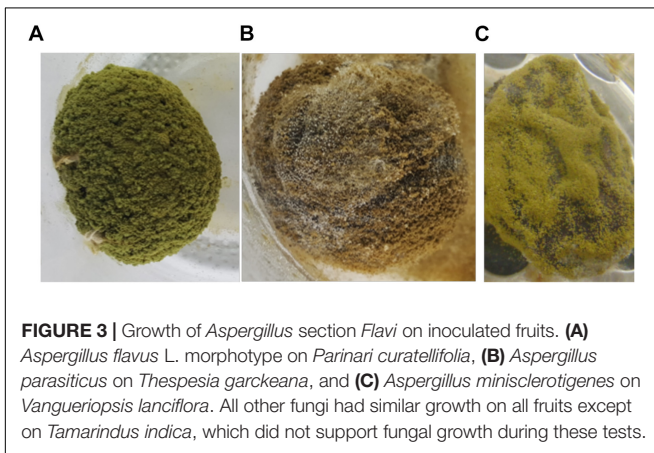 A B C
FIGURE 3 | Growth of Aspergillus section Flavi on inoculated fruits. (A)
Aspergillus flavus L. morphotype on Parinari curatellifolia, (B) Aspergillus
parasiticus on Thespesia garckeana, and (C) Aspergillus minisclerotigenes on
Vangueriopsis lanciflora. All other fungi had similar growth on all fruits except
on Tamarindus indica, which did not support fungal growth during these tests.